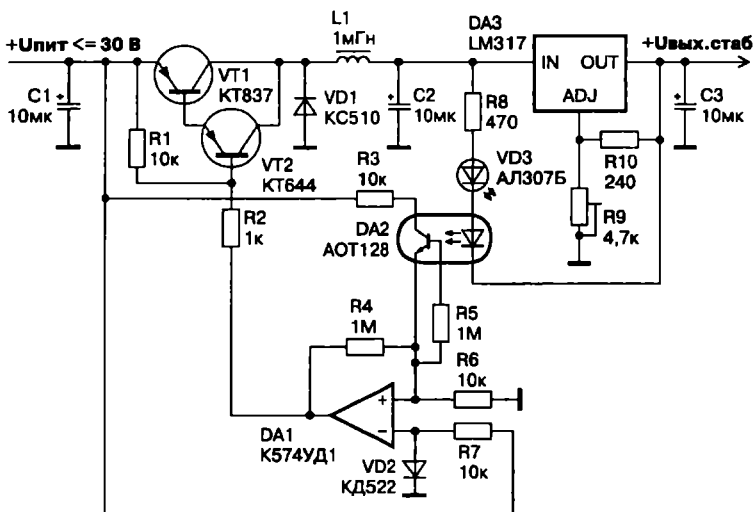 +Uпит <= 30 В
L1
1мГн
DA3
LM317
+Uвых.стаб
IN OUT
ADJ
C1
10мк
+
VT1
КТ837
VD1
КС510
+
C2
10мк
R8
470
+
C3
10мк
R1
10к
VT2
КТ644
R3
10к
VD3
АЛ307Б
R10
240
R2
1к
DA2
АОТ128
R9
4,7к
R4
1М
R5
1М
R6
10к
+
−
DA1
К574УД1
VD2
КД522
R7
10к